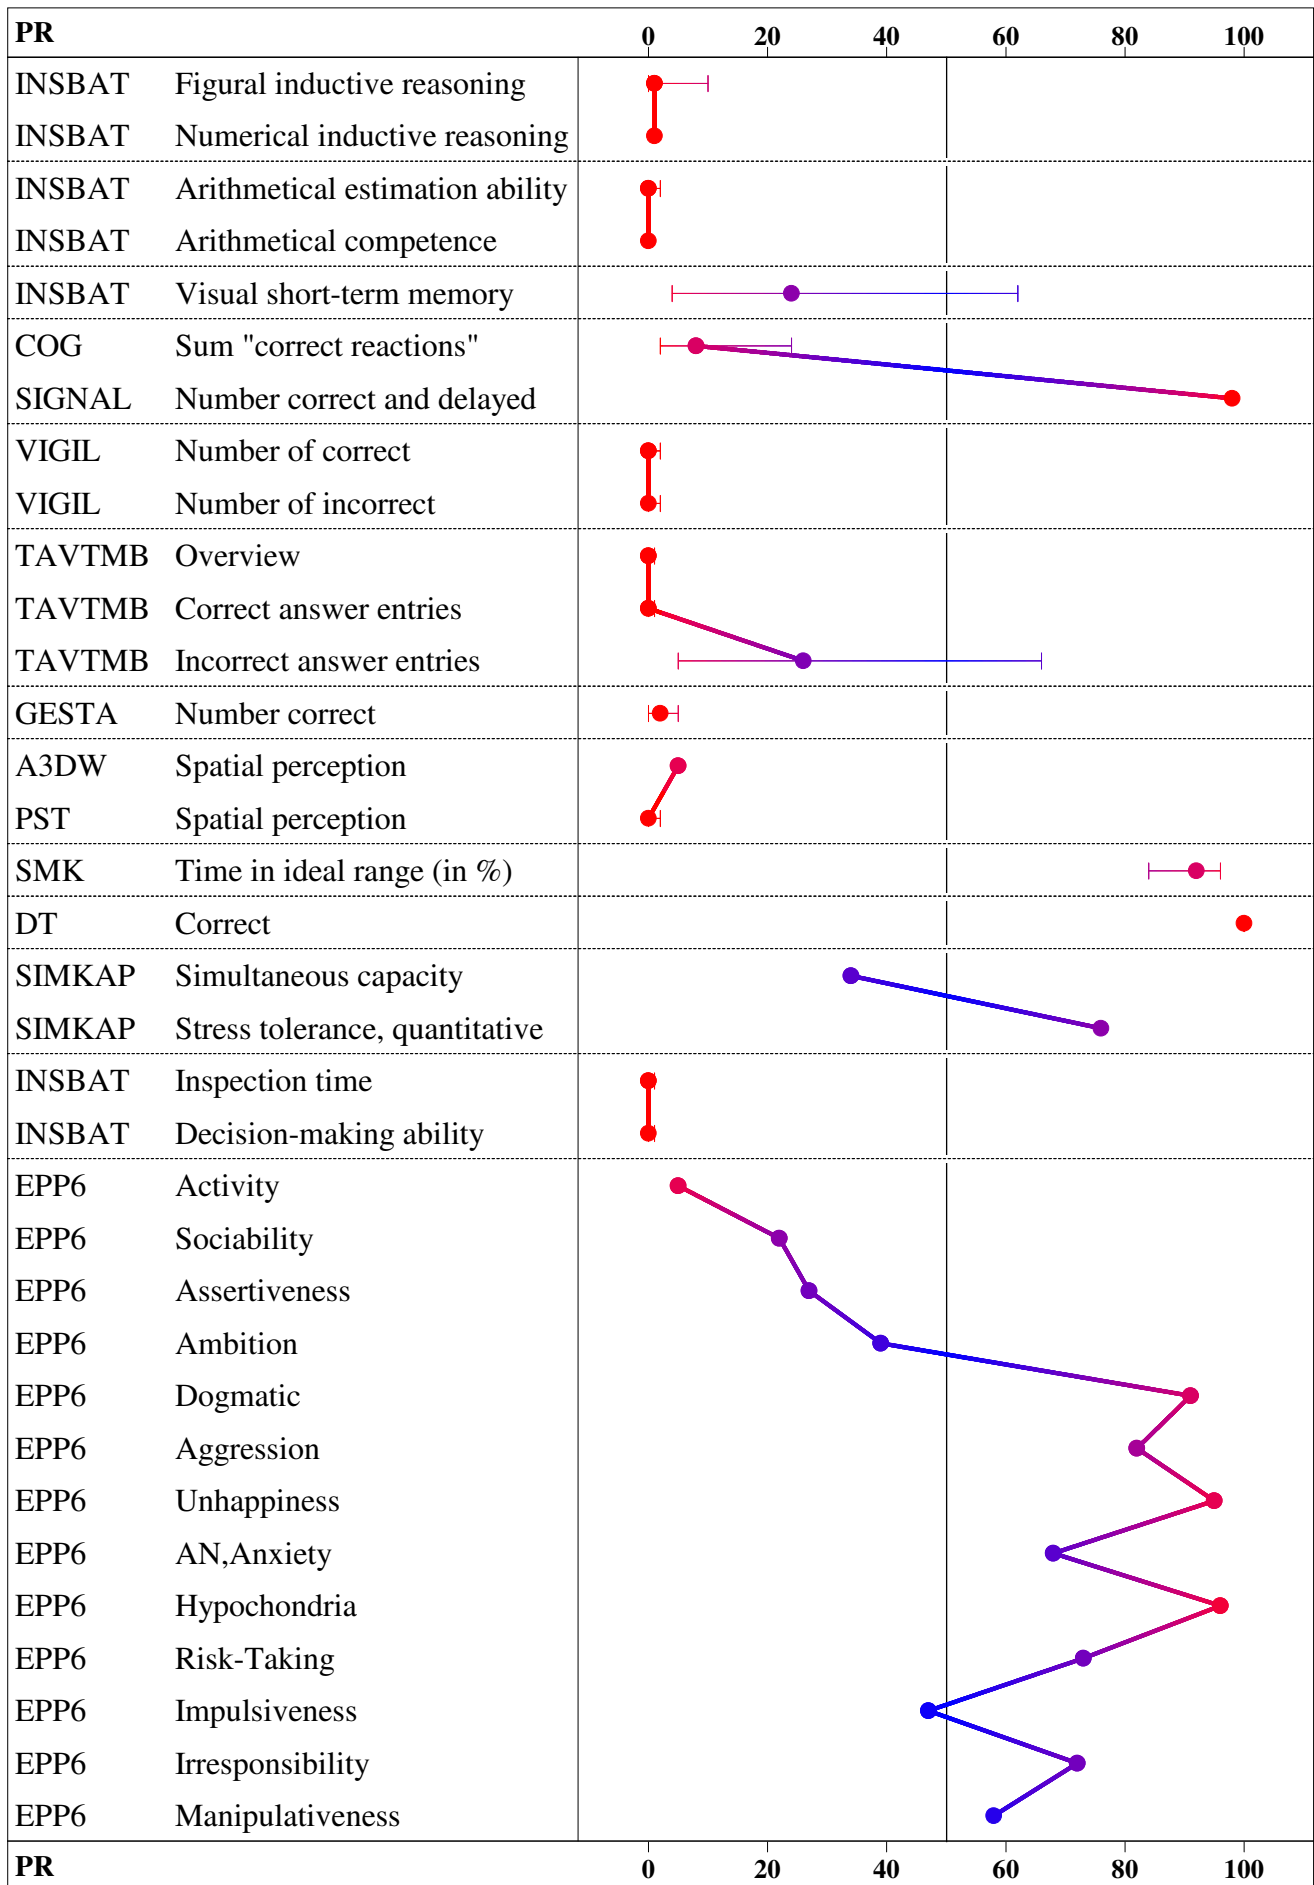 PR 0 20 40 60 80 100
INSBAT Figural inductive reasoning
INSBAT Numerical inductive reasoning
INSBAT Arithmetical estimation ability
INSBAT Arithmetical competence
INSBAT Visual short-term memory
COG Sum "correct reactions"
SIGNAL Number correct and delayed
VIGIL Number of correct
VIGIL Number of incorrect
TAVTMB Overview
TAVTMB Correct answer entries
TAVTMB Incorrect answer entries
GESTA Number correct
A3DW Spatial perception
PST Spatial perception
SMK Time in ideal range (in %)
DT Correct
SIMKAP Simultaneous capacity
SIMKAP Stress tolerance, quantitative
INSBAT Inspection time
INSBAT Decision-making ability
EPP6 Activity
EPP6 Sociability
EPP6 Assertiveness
EPP6 Ambition
EPP6 Dogmatic
EPP6 Aggression
EPP6 Unhappiness
EPP6 AN,Anxiety
EPP6 Hypochondria
EPP6 Risk-Taking
EPP6 Impulsiveness
EPP6 Irresponsibility
EPP6 Manipulativeness
PR 0 20 40 60 80 100